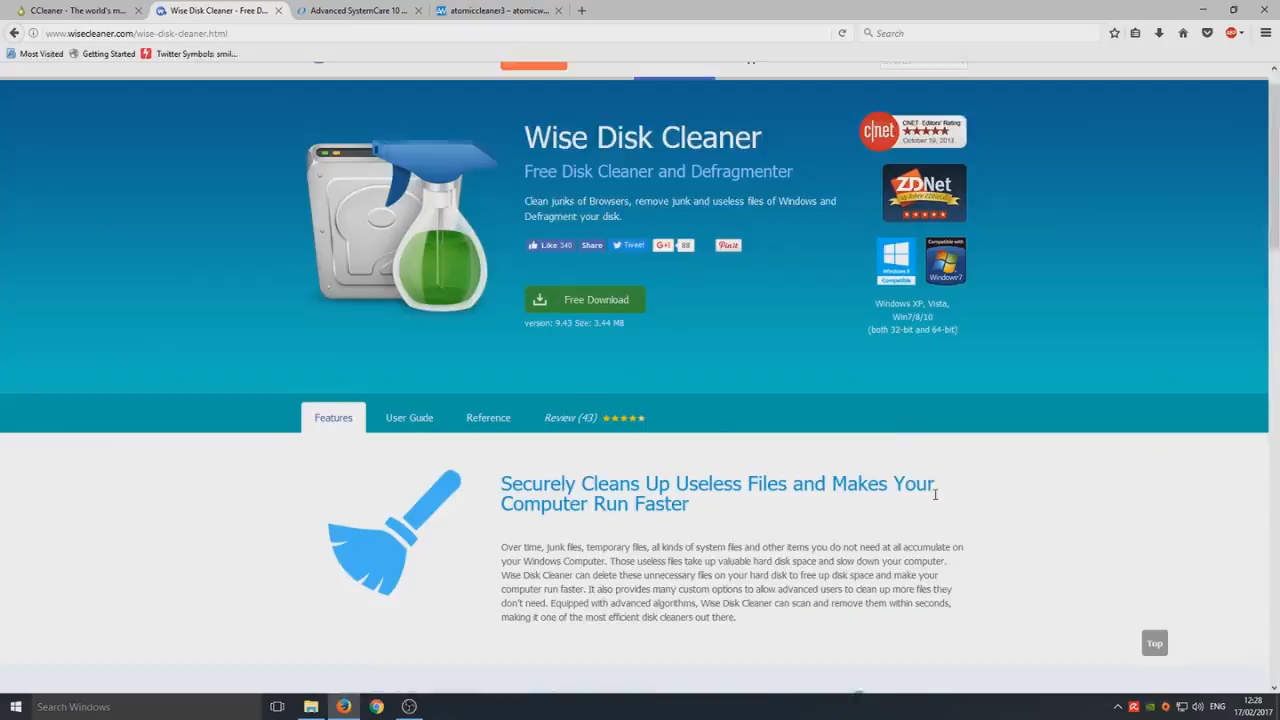 CCleaner - The world's m...
Wise Disk Cleaner - Free D...
Advanced SystemCare 10 ...
atomiccleaner3 – atomicw...
www.wisecleaner.com/wise-disk-cleaner.html
Search
Most Visited
Getting Started
Twitter Symbols: smil...
Wise Disk Cleaner
Free Disk Cleaner and Defragmenter
Clean junks of Browsers, remove junk and useless files of Windows and
Defragment your disk.
Like 340
Share
Tweet
G+1
88
Pinit
Free Download
version: 9.43 Size: 3.44 MB
c|net
CNET Editors' Rating
October 19, 2013
ZDNet
Windows 8
Compatible
Compatible with
Windows 7
Windows XP, Vista,
Win7/8/10
(both 32-bit and 64-bit)
Features
User Guide
Reference
Review (43)
Securely Cleans Up Useless Files and Makes Your
Computer Run Faster
Over time, junk files, temporary files, all kinds of system files and other items you do not need at all accumulate on
your Windows Computer. Those useless files take up valuable hard disk space and slow down your computer.
Wise Disk Cleaner can delete these unnecessary files on your hard disk to free up disk space and make your
computer run faster. It also provides many custom options to allow advanced users to clean up more files they
don't need. Equipped with advanced algorithms, Wise Disk Cleaner can scan and remove them within seconds,
making it one of the most efficient disk cleaners out there.
Top
Search Windows
ENG
12:28
17/02/2017